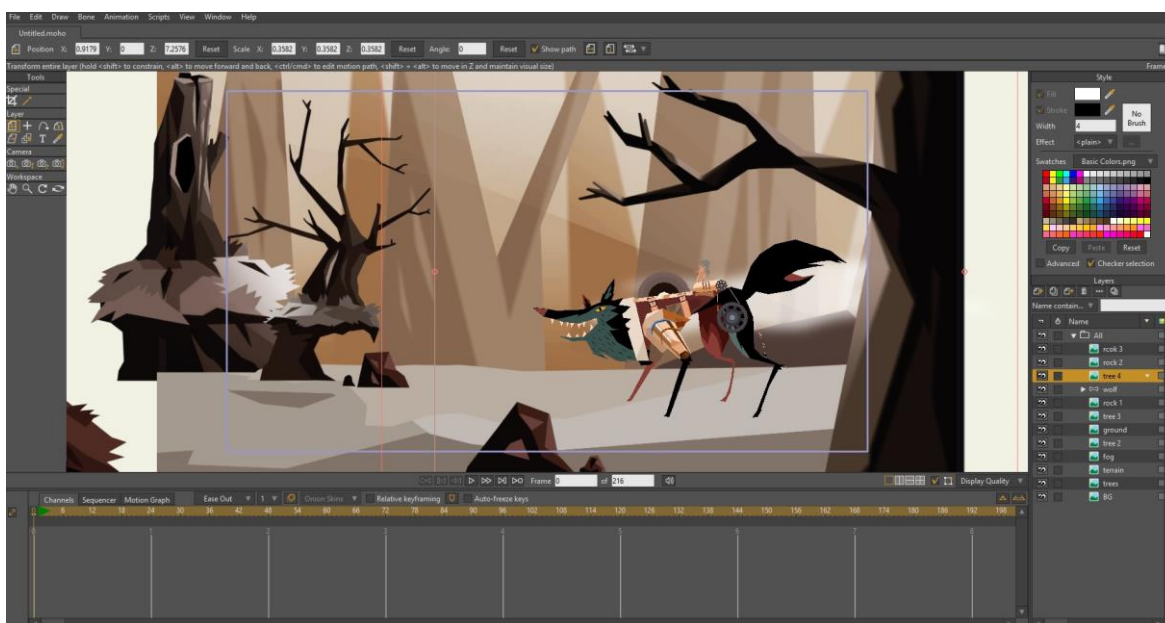 File Edit Draw Bone Animation Scripts View Window Help
Untitled.moho
Position X: 0.9179 Y: 0 Z: 7.2576 Reset Scale X: 0.3582 Y: 0.3582 Z: 0.3582 Reset Angle: 0 Reset Show path
Transform entire layer (hold <shift> to constrain, <alt> to move forward and back, <ctrl/cmd> to edit motion path, <shift> + <alt> to move in Z and maintain visual size) Frame
Tools
Special
Layer
T
Camera
Workspace
Style
Fill
Stroke
No
Brush
Width 4
Effect <plain> ...
Swatches Basic Colors.png
Copy Paste Reset
Advanced Checker selection
Layers
Name contain...
Name
All
rcok 3
rock 2
tree 4
wolf
rock 1
tree 3
ground
tree 2
fog
terrain
trees
BG
Frame 0 of 216 Display Quality
Channels Sequencer Motion Graph Ease Out 1 Onion Skins Relative keyframing Auto-freeze keys
0 6 12 18 24 30 36 42 48 54 60 66 72 78 84 90 96 102 108 114 120 126 132 138 144 150 156 162 168 174 180 186 192 198
0 1 2 3 4 5 6 7 8